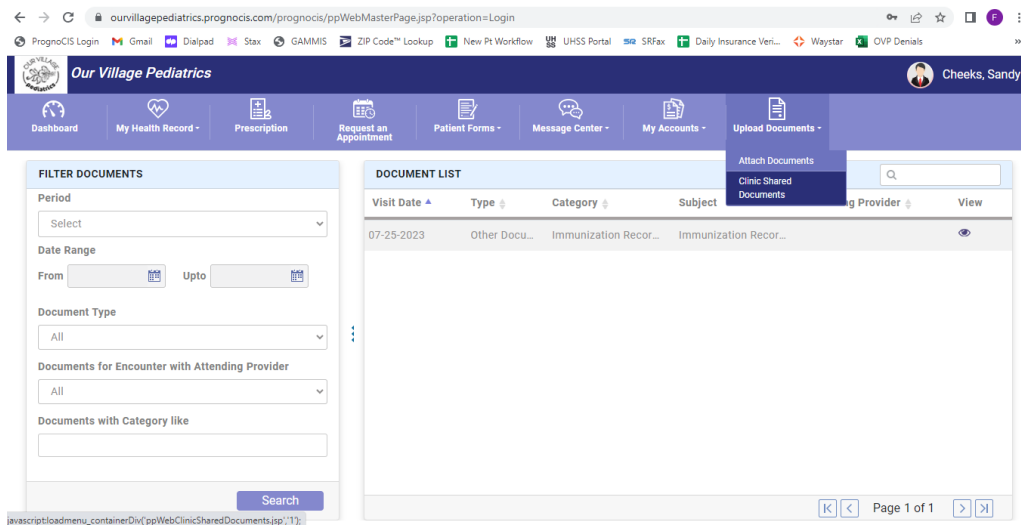 ourvillagepediatrics.prognocis.com/prognocis/ppWebMasterPage.jsp?operation=Login
F
PrognoCIS Login Gmail Dialpad Stax GAMMIS ZIP Code™ Lookup New Pt Workflow UHSS Portal SRFax Daily Insurance Veri... Waystar OVP Denials »
Our Village Pediatrics Cheeks, Sandy
Dashboard My Health Record Prescription Request an Appointment Patient Forms Message Center My Accounts Upload Documents
Attach Documents
Clinic Shared
Documents
FILTER DOCUMENTS
Period
Select
Date Range
From Upto
Document Type
All
Documents for Encounter with Attending Provider
All
Documents with Category like
Search
DOCUMENT LIST
Visit Date Type Category Subject g Provider View
07-25-2023 Other Docu... Immunization Recor... Immunization Recor...
Page 1 of 1
javascript:loadmenu_containerDiv('ppWebClinicSharedDocuments.jsp','1');